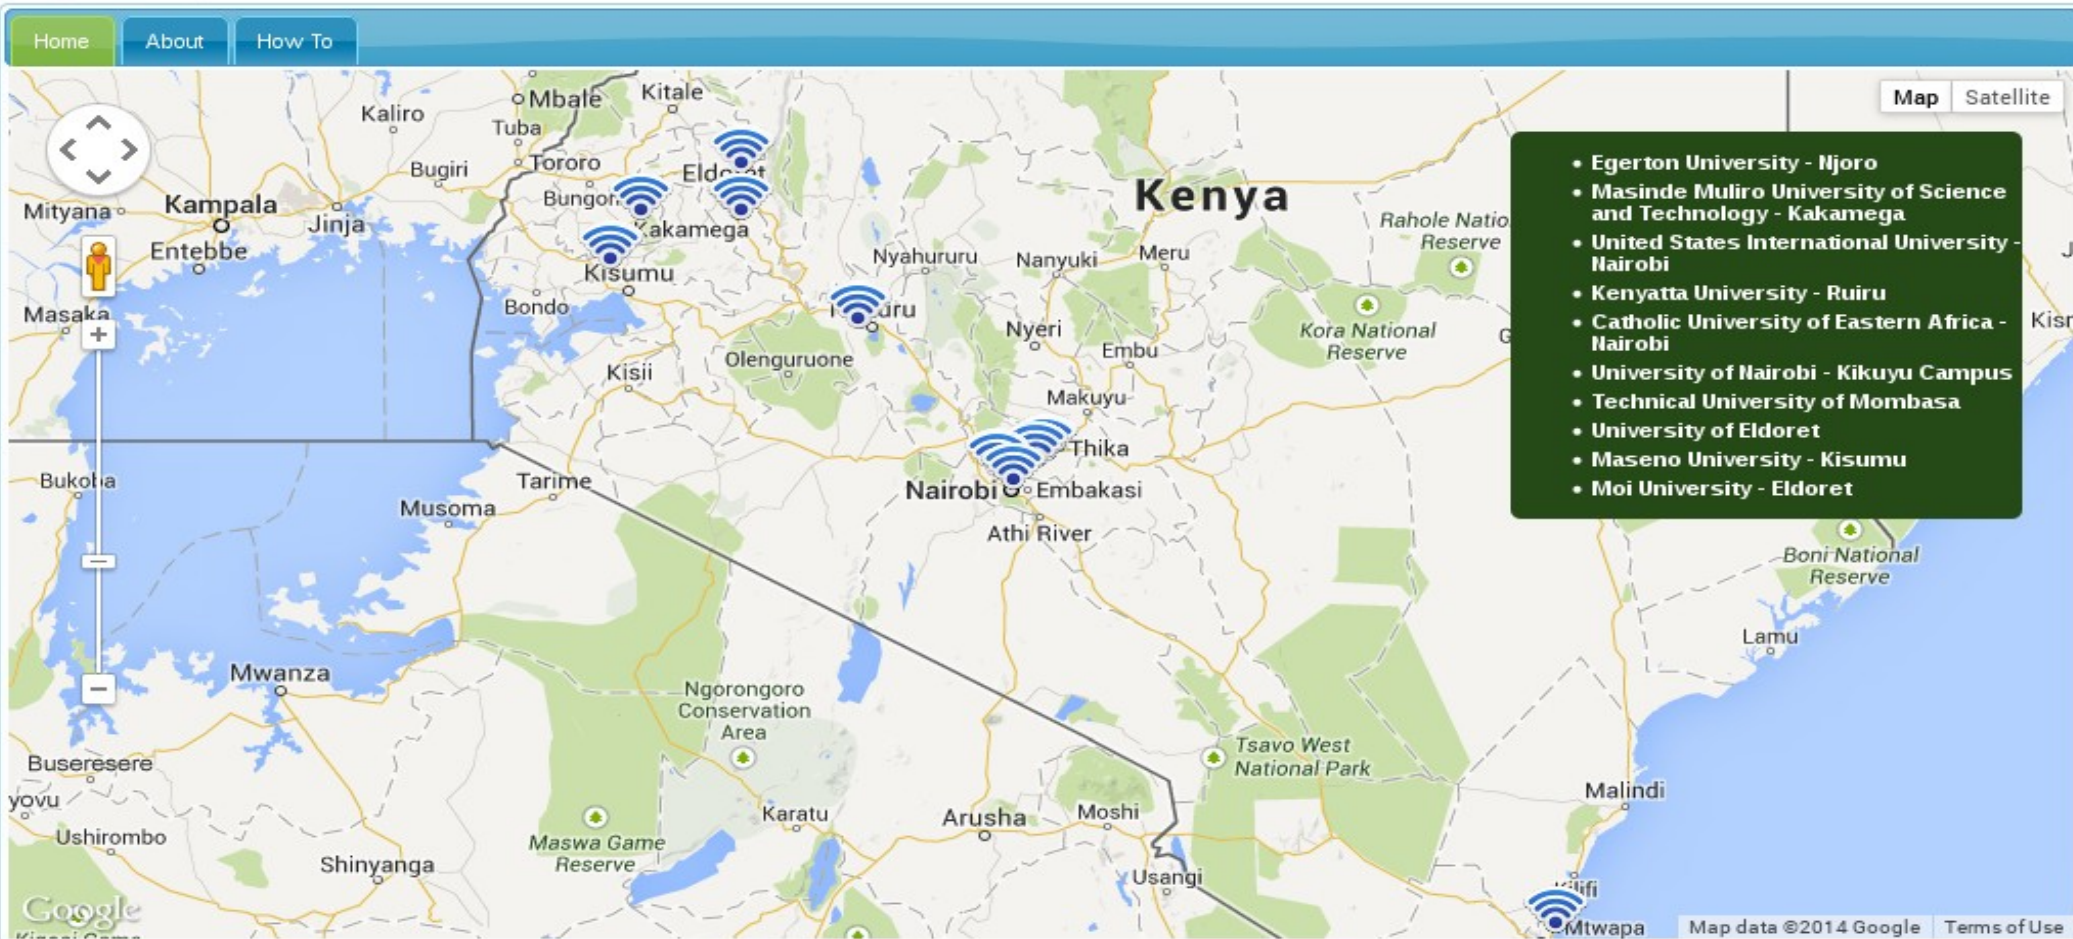 Home About How To
Map Satellite
Kaliro
Mbale
Kitale
Tuba
Bugiri
Tororo
Eldoret
Kenya
Mityana
Kampala
Jinja
Kakamega
Rahole
Reserve
Entebbe
Kisumu
Nyahururu
Nanyuki
Meru
Masaka
Bondo
Nyeri
Kora National
Reserve
Olenguruone
Embu
Kisii
Makuyu
Thika
Bukoba
Tarime
Nairobi
Embakasi
Musoma
Athi River
Egerton University - Njoro
Masinde Muliro University of Science
and Technology - Kakamega
United States International University -
Nairobi
Kenyatta University - Ruiru
Catholic University of Eastern Africa -
Nairobi
University of Nairobi - Kikuyu Campus
Technical University of Mombasa
University of Eldoret
Maseno University - Kisumu
Moi University - Eldoret
Boni National
Reserve
Lamu
Mwanza
Ngorongoro
Conservation
Area
Buseresere
Tsavo West
National Park
Malindi
Karatu
Arusha
Moshi
Ushirombo
Maswa Game
Reserve
Shinyanga
Usangi
Kilifi
Mtwapa
Google
Map data ©2014 Google Terms of Use